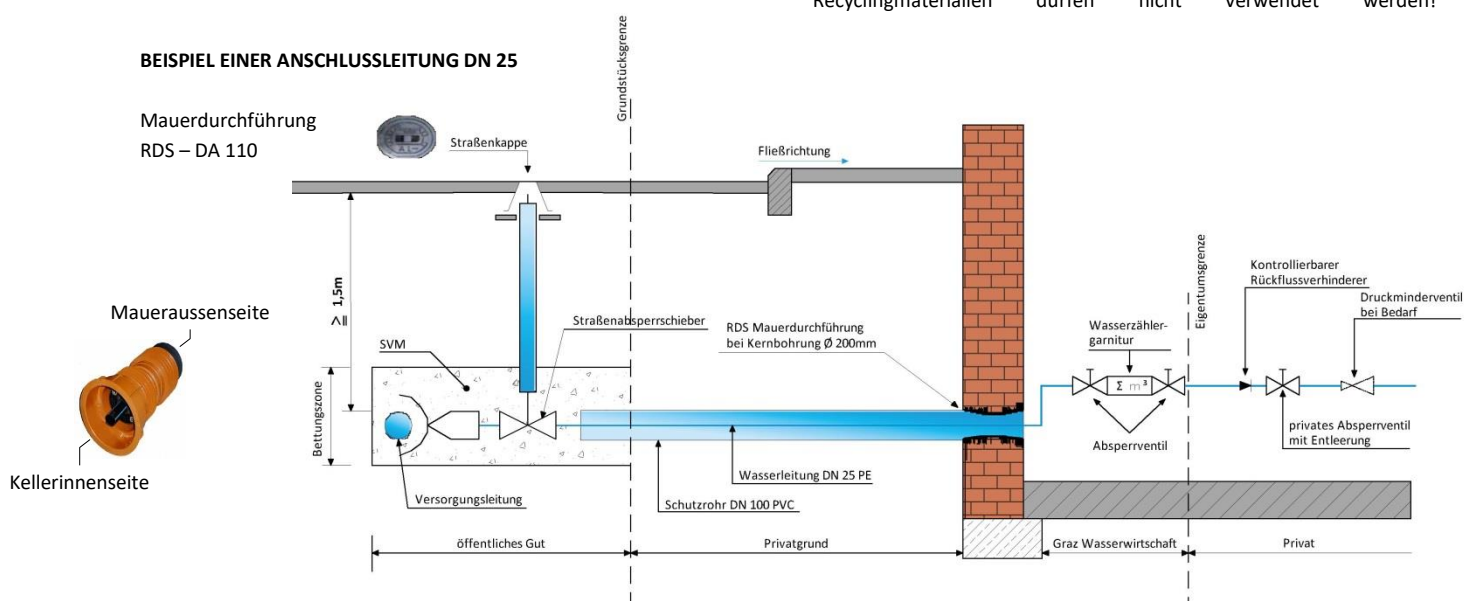 Recyclingmaterialien dürfen nicht verwendet werden!
BEISPIEL EINER ANSCHLUSSLEITUNG DN 25
Mauerdurchführung
RDS – DA 110
Grundstücksgrenze
Straßenkappe
Fließrichtung
≥ 1,5m
Maueraussenseite
Kellerinnenseite
SVM
Straßenabsperrschieber
Bettungszone
Versorgungsleitung
RDS Mauerdurchführung
bei Kernbohrung Ø 200mm
Wasserleitung DN 25 PE
Schutzrohr DN 100 PVC
Wasserzähler-
garnitur
Σ m³
Absperrventil
Eigentumsgrenze
Kontrollierbarer
Rückflussverhinderer
Druckminderventil
bei Bedarf
privates Absperrventil
mit Entleerung
öffentliches Gut
Privatgrund
Graz Wasserwirtschaft
Privat